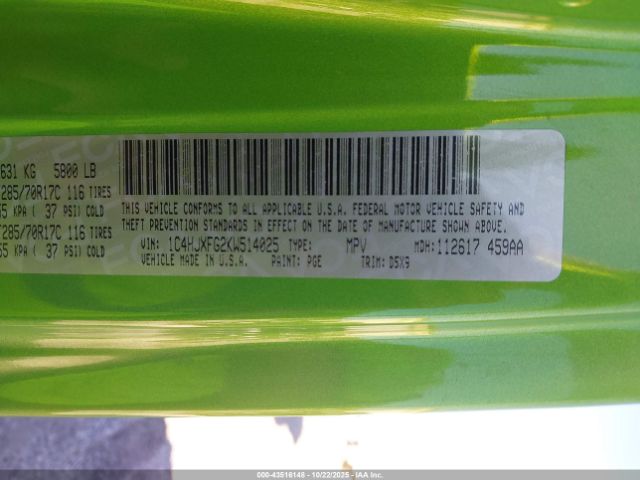 631 KG 5800 LB
285/70R17C 116 TIRES
KPA ( 37 PSI) COLD
285/70R17C 116 TIRES
KPA ( 37 PSI) COLD
THIS VEHICLE CONFORMS TO ALL APPLICABLE U.S.A. FEDERAL MOTOR VEHICLE SAFETY AND
THEFT PREVENTION STANDARDS IN EFFECT ON THE DATE OF MANUFACTURE SHOWN ABOVE.
VIN: 1C4HJXFG2KW514025 TYPE: MPV MDH: 112617 459AA
VEHICLE MADE IN U.S.A. PAINT: PGE TRIM: D5X9
000-43516148 - 10/22/2025 - IAA Inc.